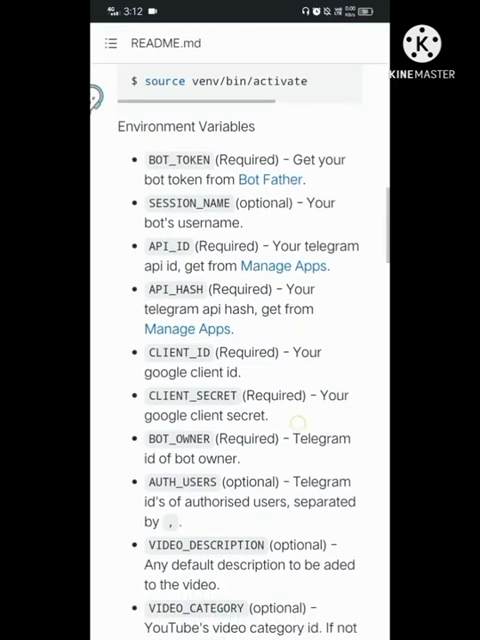 4G 3:12
README.md
K
KINEMASTER
$ source venv/bin/activate
Environment Variables
• BOT_TOKEN (Required) – Get your
bot token from Bot Father.
• SESSION_NAME (optional) – Your
bot's username.
• API_ID (Required) – Your telegram
api id, get from Manage Apps.
• API_HASH (Required) – Your
telegram api hash, get from
Manage Apps.
• CLIENT_ID (Required) – Your
google client id.
• CLIENT_SECRET (Required) – Your
google client secret.
• BOT_OWNER (Required) – Telegram
id of bot owner.
• AUTH_USERS (optional) – Telegram
id's of authorised users, separated
by , .
• VIDEO_DESCRIPTION (optional) –
Any default description to be aded
to the video.
• VIDEO_CATEGORY (optional) –
YouTube's video category id. If not